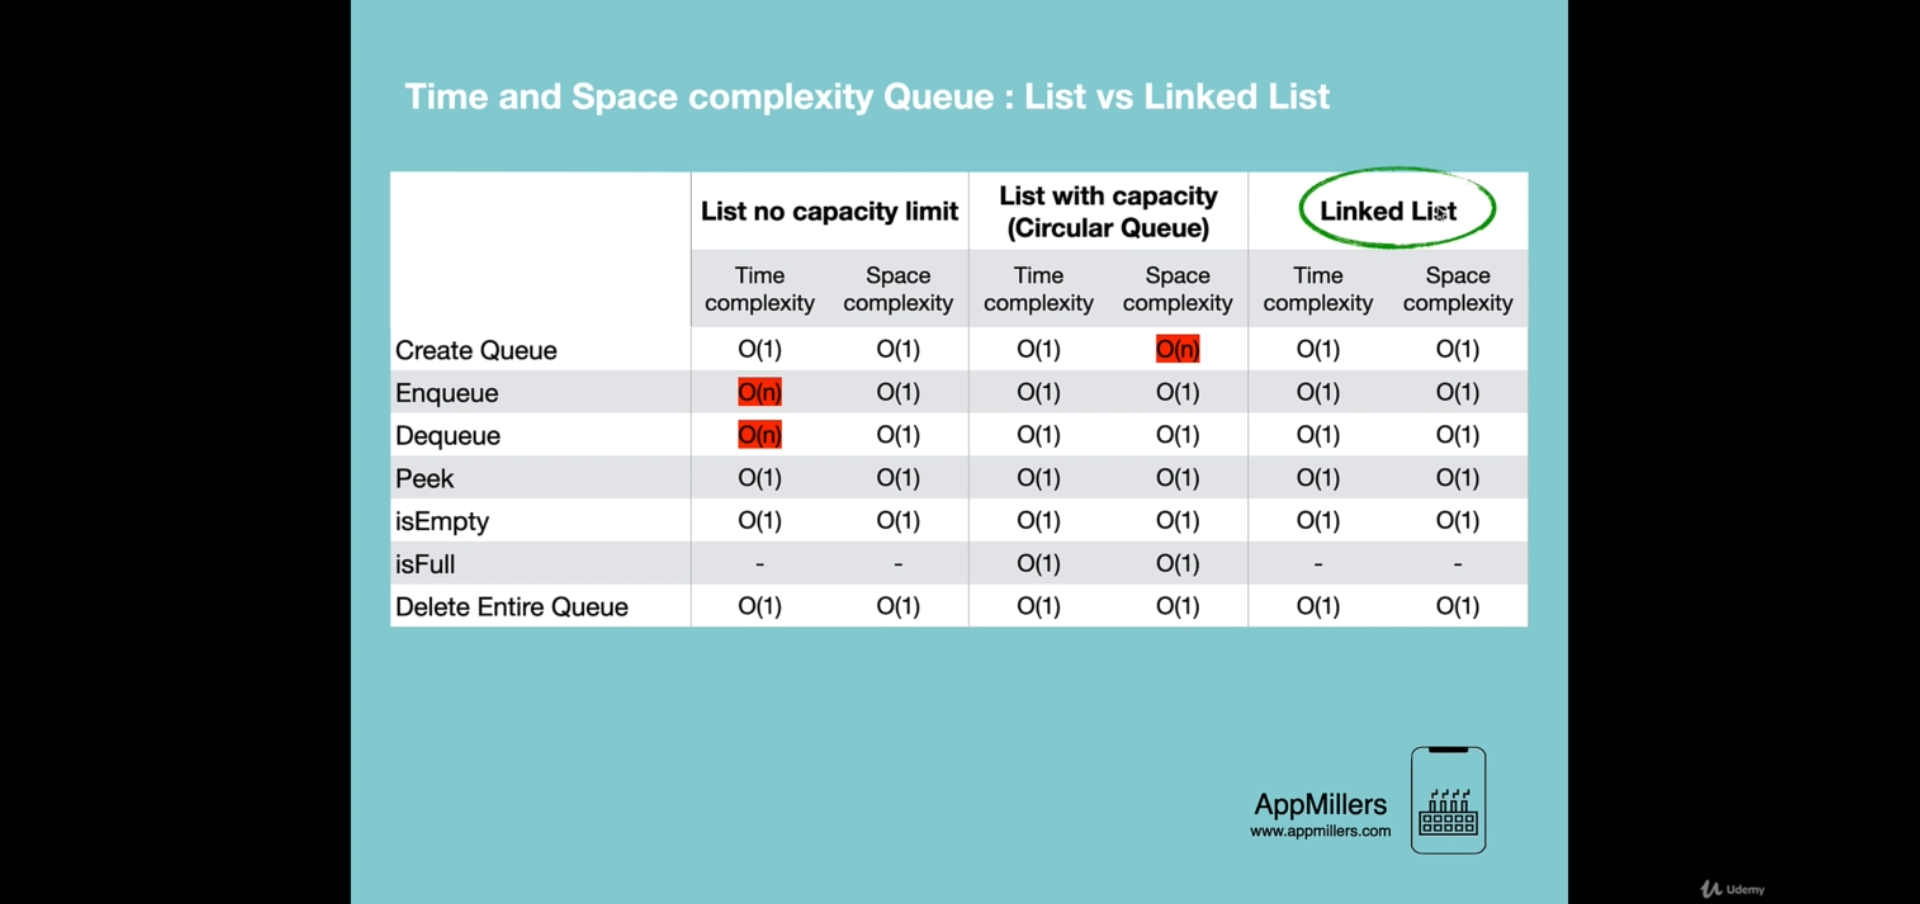 Time and Space complexity Queue : List vs Linked List
List no capacity limit
List with capacity
(Circular Queue)
Linked List
Time complexity Space complexity Time complexity Space complexity Time complexity Space complexity
Create Queue O(1) O(1) O(1) O(n) O(1) O(1)
Enqueue O(n) O(1) O(1) O(1) O(1) O(1)
Dequeue O(n) O(1) O(1) O(1) O(1) O(1)
Peek O(1) O(1) O(1) O(1) O(1) O(1)
isEmpty O(1) O(1) O(1) O(1) O(1) O(1)
isFull - - O(1) O(1) - -
Delete Entire Queue O(1) O(1) O(1) O(1) O(1) O(1)
AppMillers
www.appmillers.com
Udemy